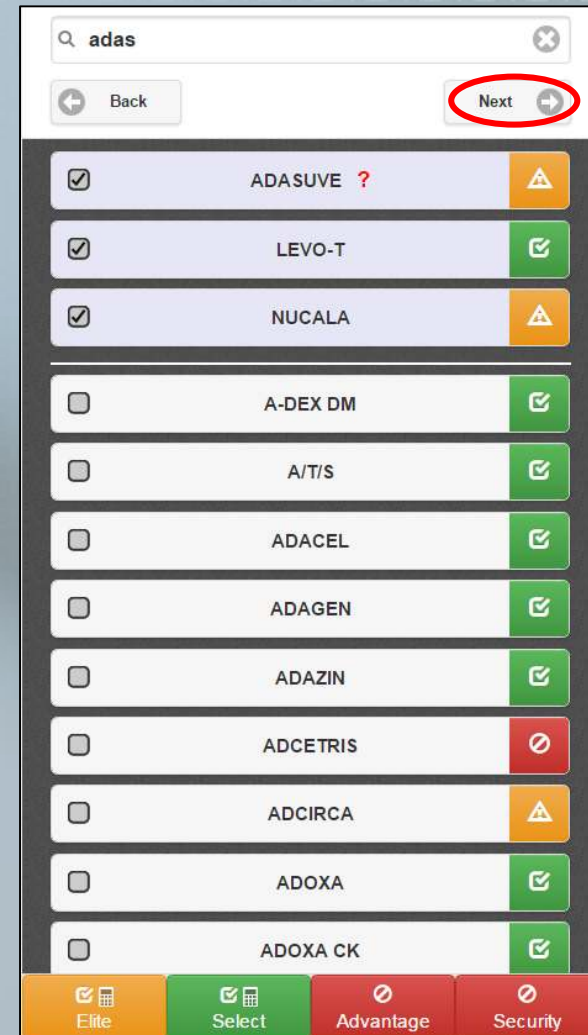 adas
Back Next
ADASUVE ?
LEVO-T
NUCALA
A-DEX DM
A/T/S
ADACEL
ADAGEN
ADAZIN
ADCETRIS
ADCIRCA
ADOXA
ADOXA CK
Elite Select Advantage Security